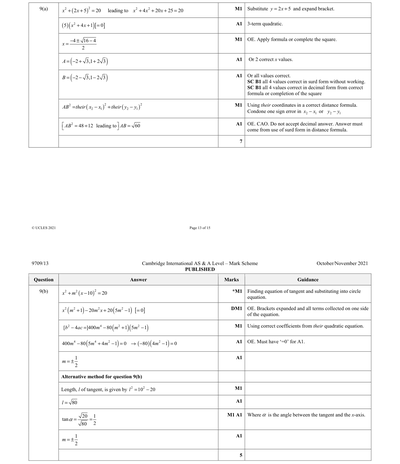 9(a)
x² + (2x + 5)² = 20 leading to x² + 4x² + 20x + 25 = 20
M1
Substitute y = 2x + 5 and expand bracket.
(5)(x² + 4x + 1)[= 0]
A1
3-term quadratic.
x = (−4 ± √(16 − 4))/2
M1
OE. Apply formula or complete the square.
A = (−2 + √3, 1 + 2√3)
A1
Or 2 correct x values.
B = (−2 − √3, 1 − 2√3)
A1
Or all values correct.
SC B1 all 4 values correct in surd form without working.
SC B1 all 4 values correct in decimal form from correct
formula or completion of the square
AB² = their (x₂ − x₁)² + their (y₂ − y₁)²
M1
Using their coordinates in a correct distance formula.
Condone one sign error in x₂ − x₁ or y₂ − y₁
[AB² = 48 + 12 leading to] AB = √60
A1
OE. CAO. Do not accept decimal answer. Answer must
come from use of surd form in distance formula.
7
© UCLES 2021
Page 15 of 15
9709/13
Cambridge International AS & A Level – Mark Scheme
October/November 2021
PUBLISHED
Question
Answer
Marks
Guidance
9(b)
x² + m²(x − 10)² = 20
*M1
Finding equation of tangent and substituting into circle
equation.
x²(m² + 1) − 20m²x + 20(5m² − 1) [= 0]
DM1
OE. Brackets expanded and all terms collected on one side
of the equation.
[b² − 4ac =]400m⁴ − 80(m² + 1)(5m² − 1)
M1
Using correct coefficients from their quadratic equation.
400m⁴ − 80(5m⁴ + 4m² − 1) = 0 → (−80)(4m² − 1) = 0
A1
OE. Must have '=0' for A1.
m = ±1/2
A1
Alternative method for question 9(b)
Length, l of tangent, is given by l² = 10² − 20
M1
l = √80
A1
tan α = √20/√80 = 1/2
M1 A1
Where α is the angle between the tangent and the x-axis.
m = ±1/2
A1
5